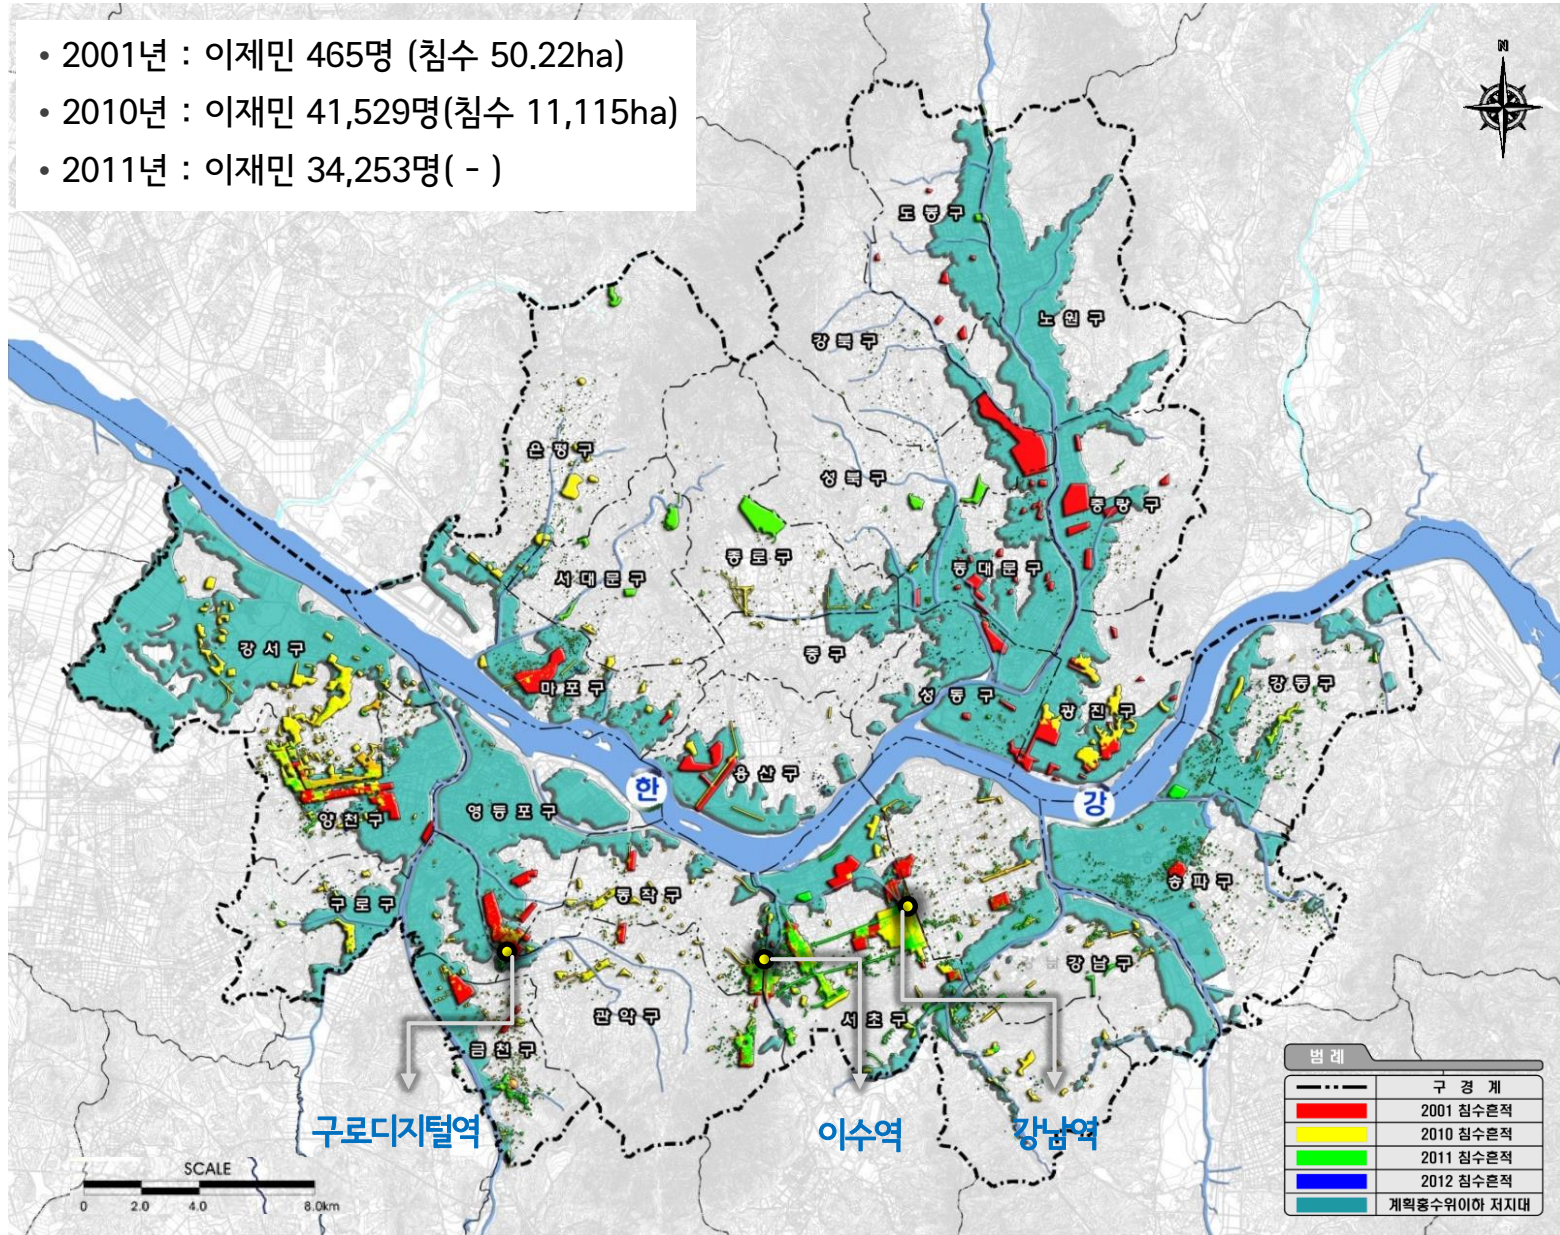 • 2001년 : 이제민 465명 (침수 50.22ha)
• 2010년 : 이재민 41,529명(침수 11,115ha)
• 2011년 : 이재민 34,253명( - )
N
도봉구
노원구
강북구
은평구
성북구
중랑구
종로구
동대문구
서대문구
강서구
중구
마포구
성동구
강동구
광진구
용산구
한
강
양천구
영등포구
송파구
동작구
구로구
강남구
관악구
서초구
금천구
구로디지털역
이수역
강남역
SCALE
0 2.0 4.0 8.0km
범 례
구 경 계
2001 침수흔적
2010 침수흔적
2011 침수흔적
2012 침수흔적
계획홍수위이하 저지대